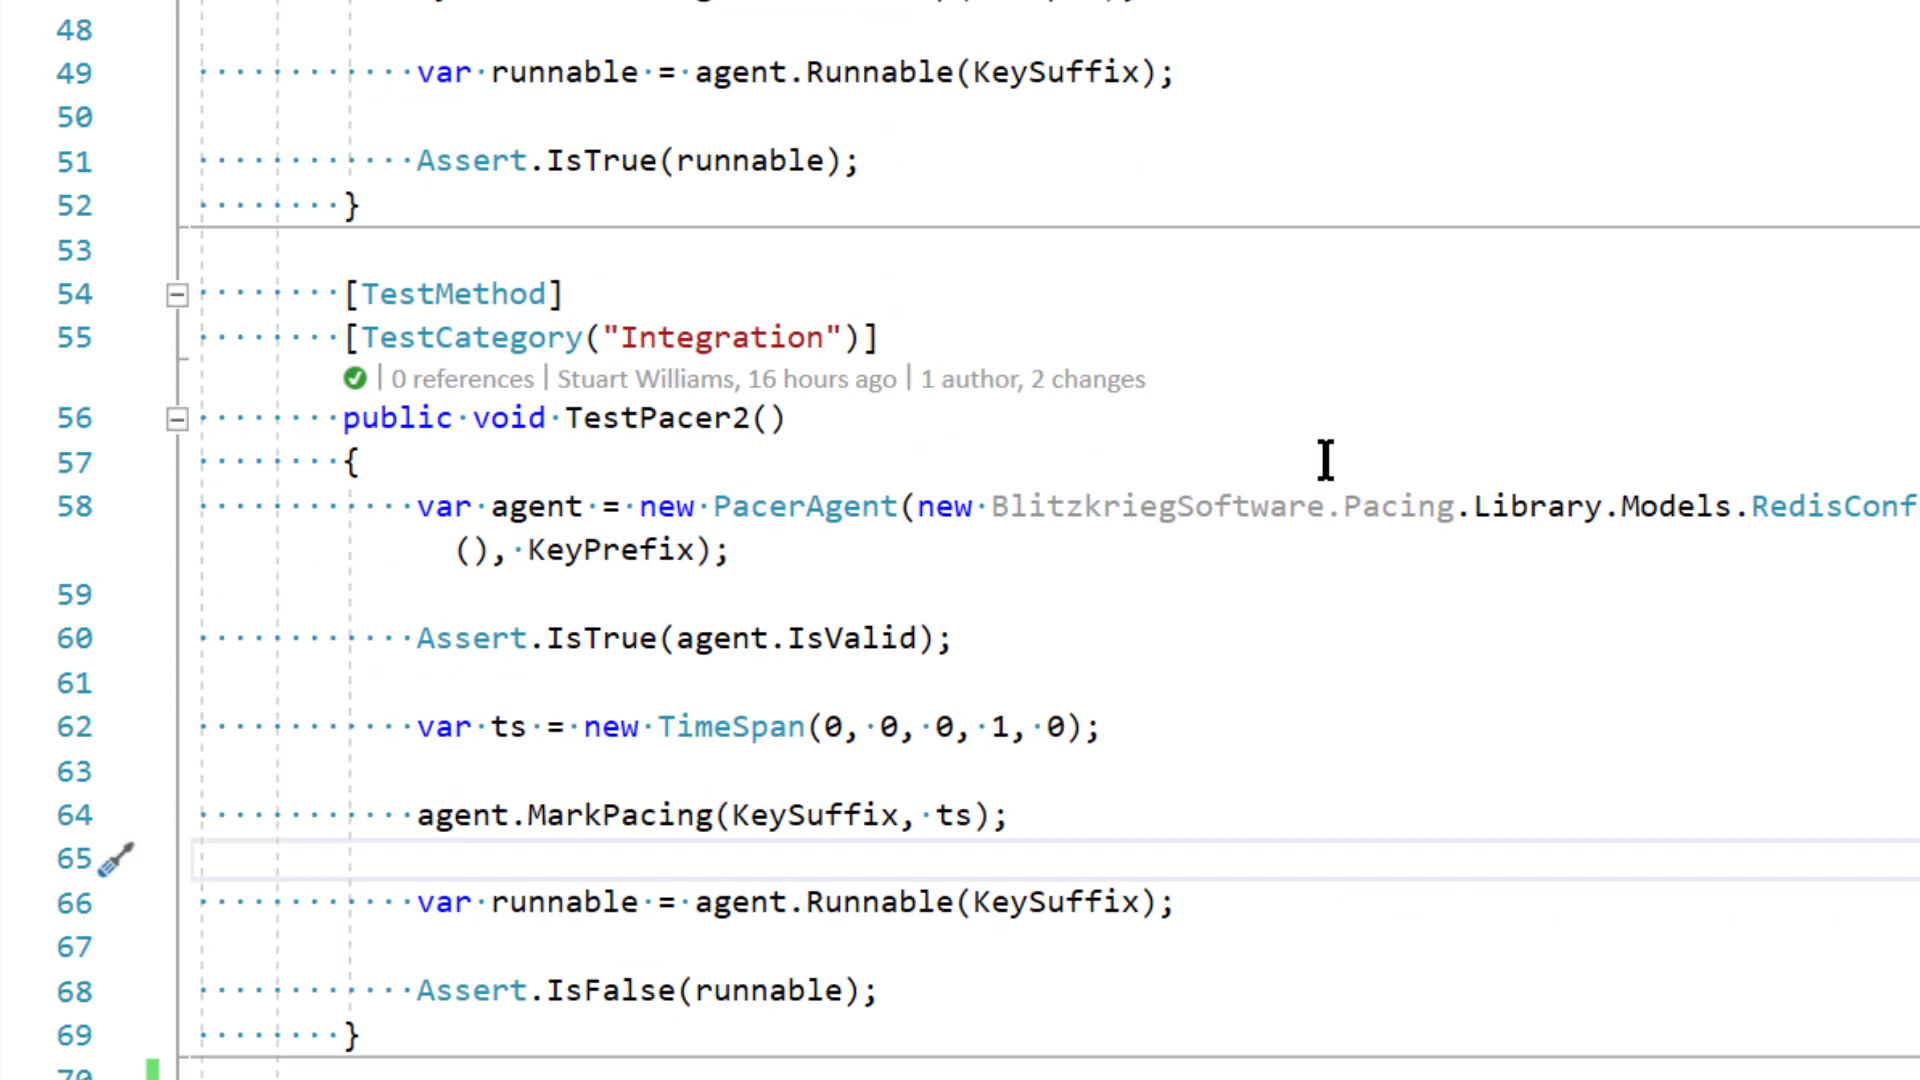 48
49 var runnable = agent.Runnable(KeySuffix);
50
51 Assert.IsTrue(runnable);
52 }
53
54 [TestMethod]
55 [TestCategory("Integration")]
| 0 references | Stuart Williams, 16 hours ago | 1 author, 2 changes
56 public void TestPacer2()
57 {
58 var agent = new PacerAgent(new BlitzkriegSoftware.Pacing.Library.Models.RedisConf
(), KeyPrefix);
59
60 Assert.IsTrue(agent.IsValid);
61
62 var ts = new TimeSpan(0, 0, 0, 1, 0);
63
64 agent.MarkPacing(KeySuffix, ts);
65
66 var runnable = agent.Runnable(KeySuffix);
67
68 Assert.IsFalse(runnable);
69 }
70